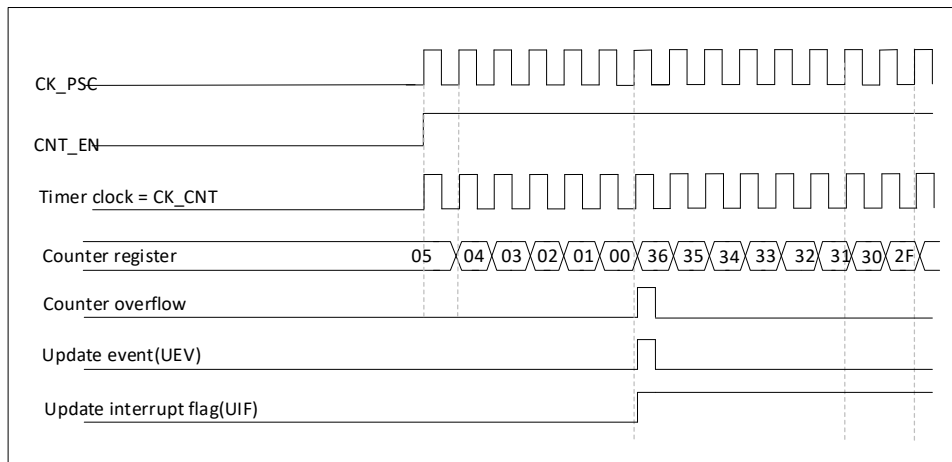 CK_PSC
CNT_EN
Timer clock = CK_CNT
Counter register 05 04 03 02 01 00 36 35 34 33 32 31 30 2F
Counter overflow
Update event(UEV)
Update interrupt flag(UIF)